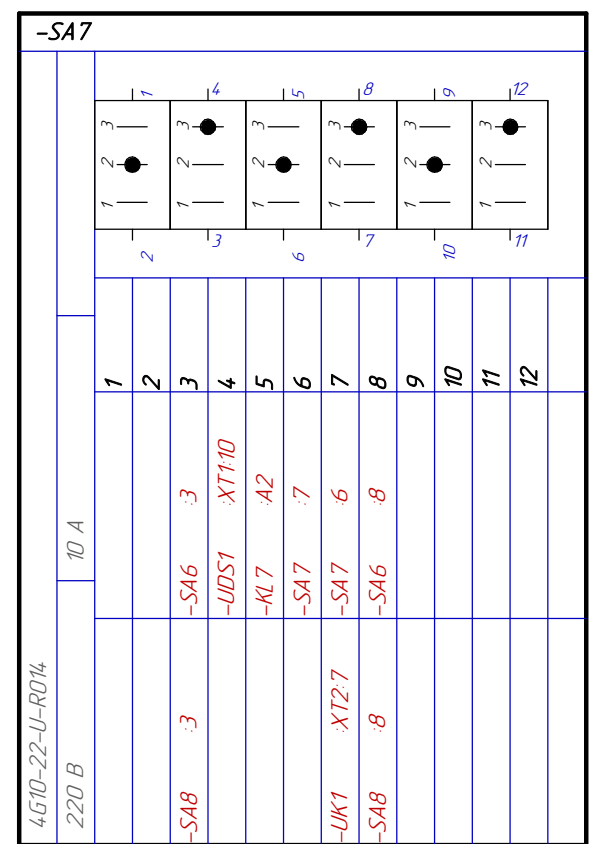 -SA7
1 4 5 8 9 12
3 3 3 3 3 3
2 2 2 2 2 2
1 1 1 1 1 1
2 3 6 7 10 11
4G10-22-U-R014
220 В 10 А
1
2
3 -SA6 :3 -SA8 :3
4 -UDS1 :XT1:10
5 -KL7 :A2
6 -SA7 :7
7 -SA7 :6 -UK1 :XT2:7
8 -SA6 :8 -SA8 :8
9
10
11
12